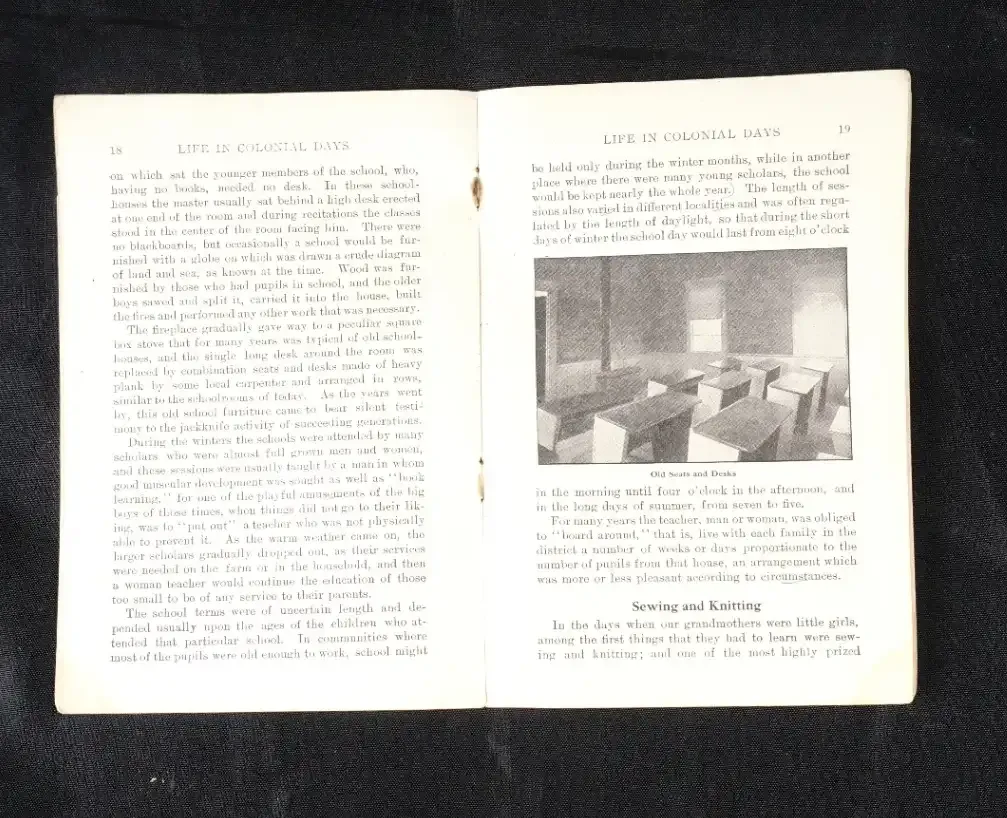 18 LIFE IN COLONIAL DAYS
on which sat the younger members of the school, who,
having no books, needed no desk. In these school-
houses the master usually sat behind a high desk erected
at one end of the room and during recitations the classes
stood in the center of the room facing him. There were
no blackboards, but occasionally a school would be fur-
nished with a globe on which was drawn a crude diagram
of land and sea, as known at the time. Wood was fur-
nished by those who had pupils in school, and the older
boys sawed and split it, carried it into the house, built
the fires and performed any other work that was necessary.
The fireplace gradually gave way to a peculiar square
box stove that for many years was typical of old school-
houses, and the single long desk around the room was
replaced by combination seats and desks made of heavy
plank by some local carpenter and arranged in rows,
similar to the schoolrooms of today. As the years went
by, this old school furniture came to bear silent testi-
mony to the jackknife activity of succeeding generations.
During the winters the schools were attended by many
scholars who were almost full grown men and women,
and these sessions were usually taught by a man in whom
good muscular development was sought as well as "book
learning," for one of the playful amusements of the big
boys of those times, when things did not go to their lik-
ing, was to "put out" a teacher who was not physically
able to prevent it. As the warm weather came on, the
larger scholars gradually dropped out, as their services
were needed on the farm or in the household, and then
a woman teacher would continue the education of those
too small to be of any service to their parents.
The school terms were of uncertain length and de-
pended usually upon the ages of the children who at-
tended that particular school. In communities where
most of the pupils were old enough to work, school might
LIFE IN COLONIAL DAYS 19
be held only during the winter months, while in another
place where there were many young scholars, the school
would be kept nearly the whole year.) The length of ses-
sions also varied in different localities and was often regu-
lated by the length of daylight, so that during the short
days of winter the school day would last from eight o'clock
Old Seats and Desks
in the morning until four o'clock in the afternoon, and
in the long days of summer, from seven to five.
For many years the teacher, man or woman, was obliged
to "board around," that is, live with each family in the
district a number of weeks or days proportionate to the
number of pupils from that house, an arrangement which
was more or less pleasant according to circumstances.
Sewing and Knitting
In the days when our grandmothers were little girls,
among the first things that they had to learn were sew-
ing and knitting; and one of the most highly prized